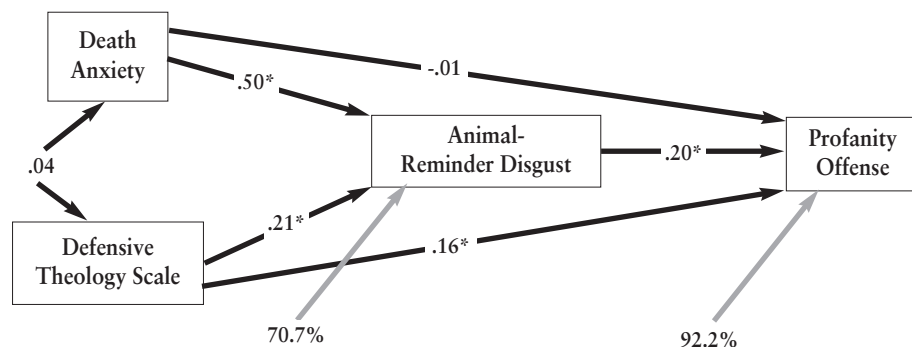 Death
Anxiety
-.01
.50*
Animal-
Reminder Disgust
Profanity
Offense
.20*
.04
.21*
Defensive
Theology Scale
.16*
70.7%
92.2%